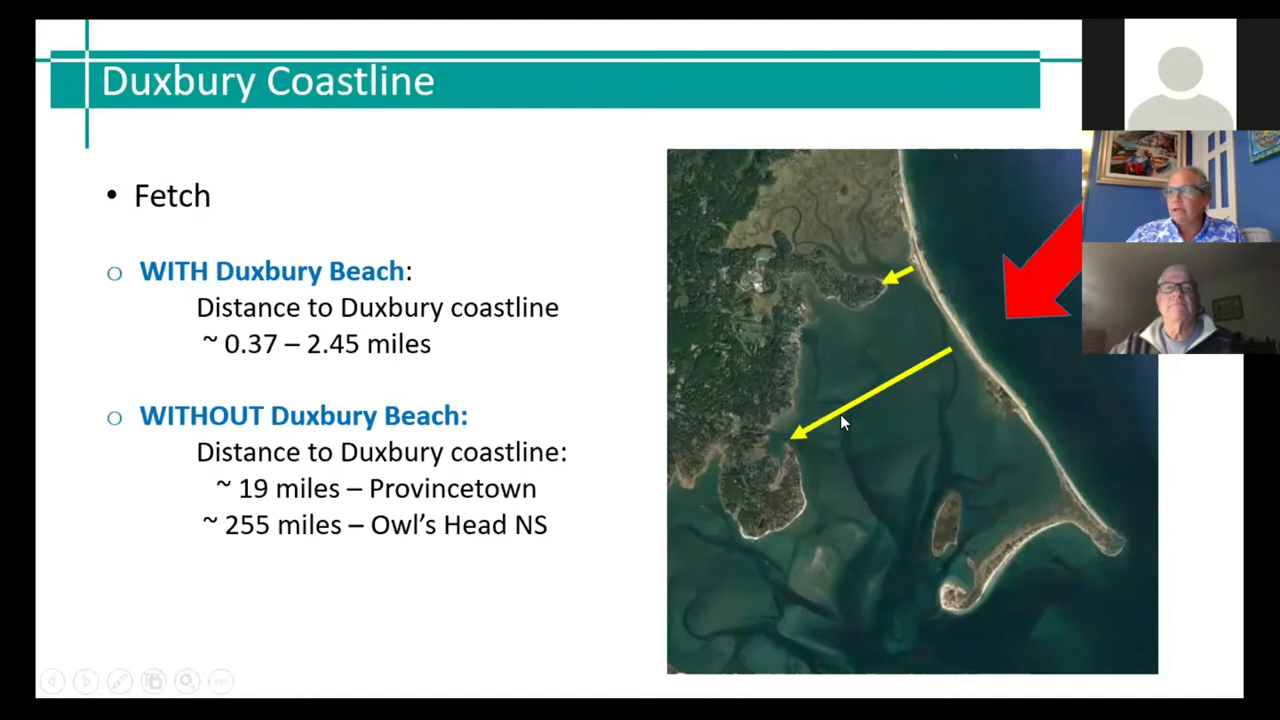 Duxbury Coastline
• Fetch
o WITH Duxbury Beach:
Distance to Duxbury coastline
~ 0.37 – 2.45 miles
o WITHOUT Duxbury Beach:
Distance to Duxbury coastline:
~ 19 miles – Provincetown
~ 255 miles – Owl's Head NS